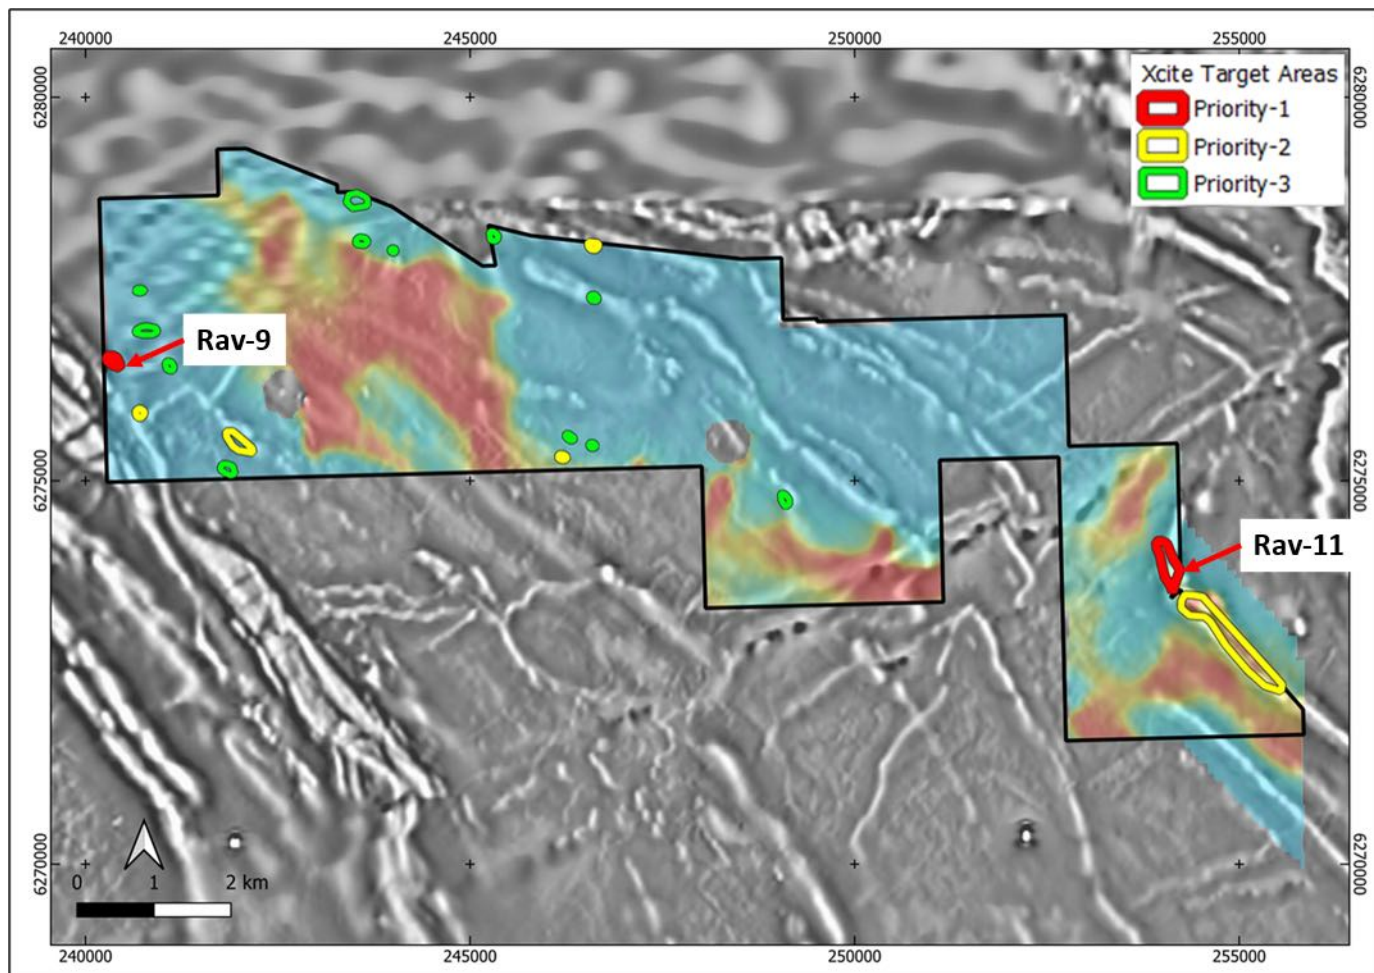 240000 245000 250000 255000
6280000 6280000
Xcite Target Areas
Priority-1
Priority-2
Priority-3
Rav-9
6275000 6275000
Rav-11
6270000 6270000
0 1 2 km
240000 245000 250000 255000